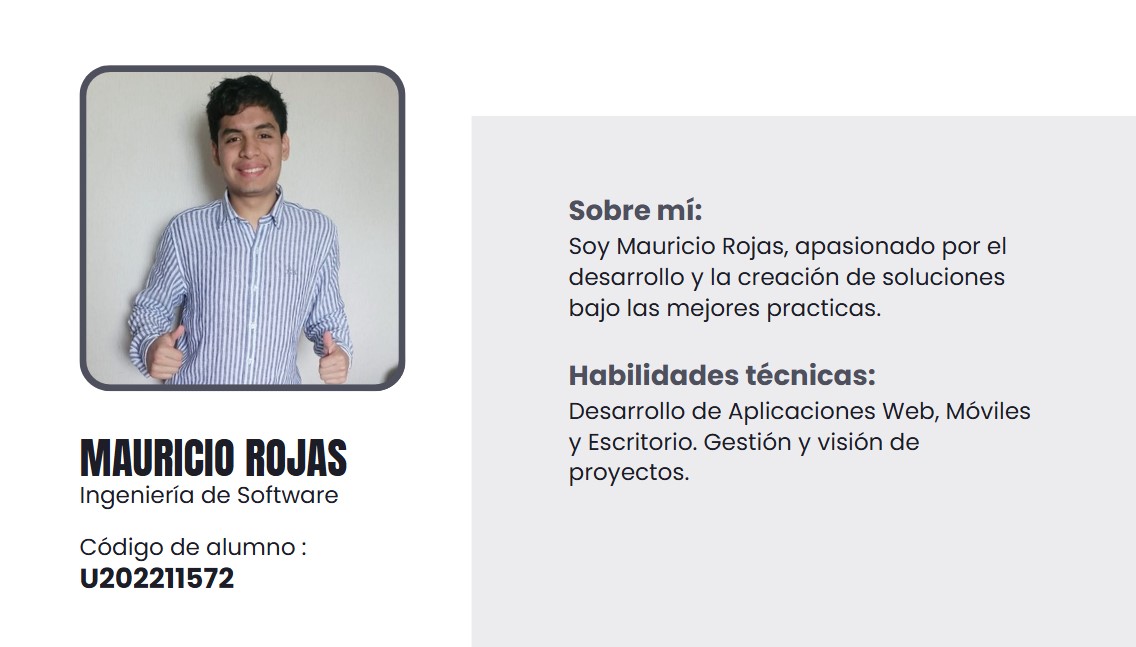 MAURICIO ROJAS
Ingeniería de Software
Código de alumno :
U202211572
Sobre mí:
Soy Mauricio Rojas, apasionado por el
desarrollo y la creación de soluciones
bajo las mejores practicas.
Habilidades técnicas:
Desarrollo de Aplicaciones Web, Móviles
y Escritorio. Gestión y visión de
proyectos.